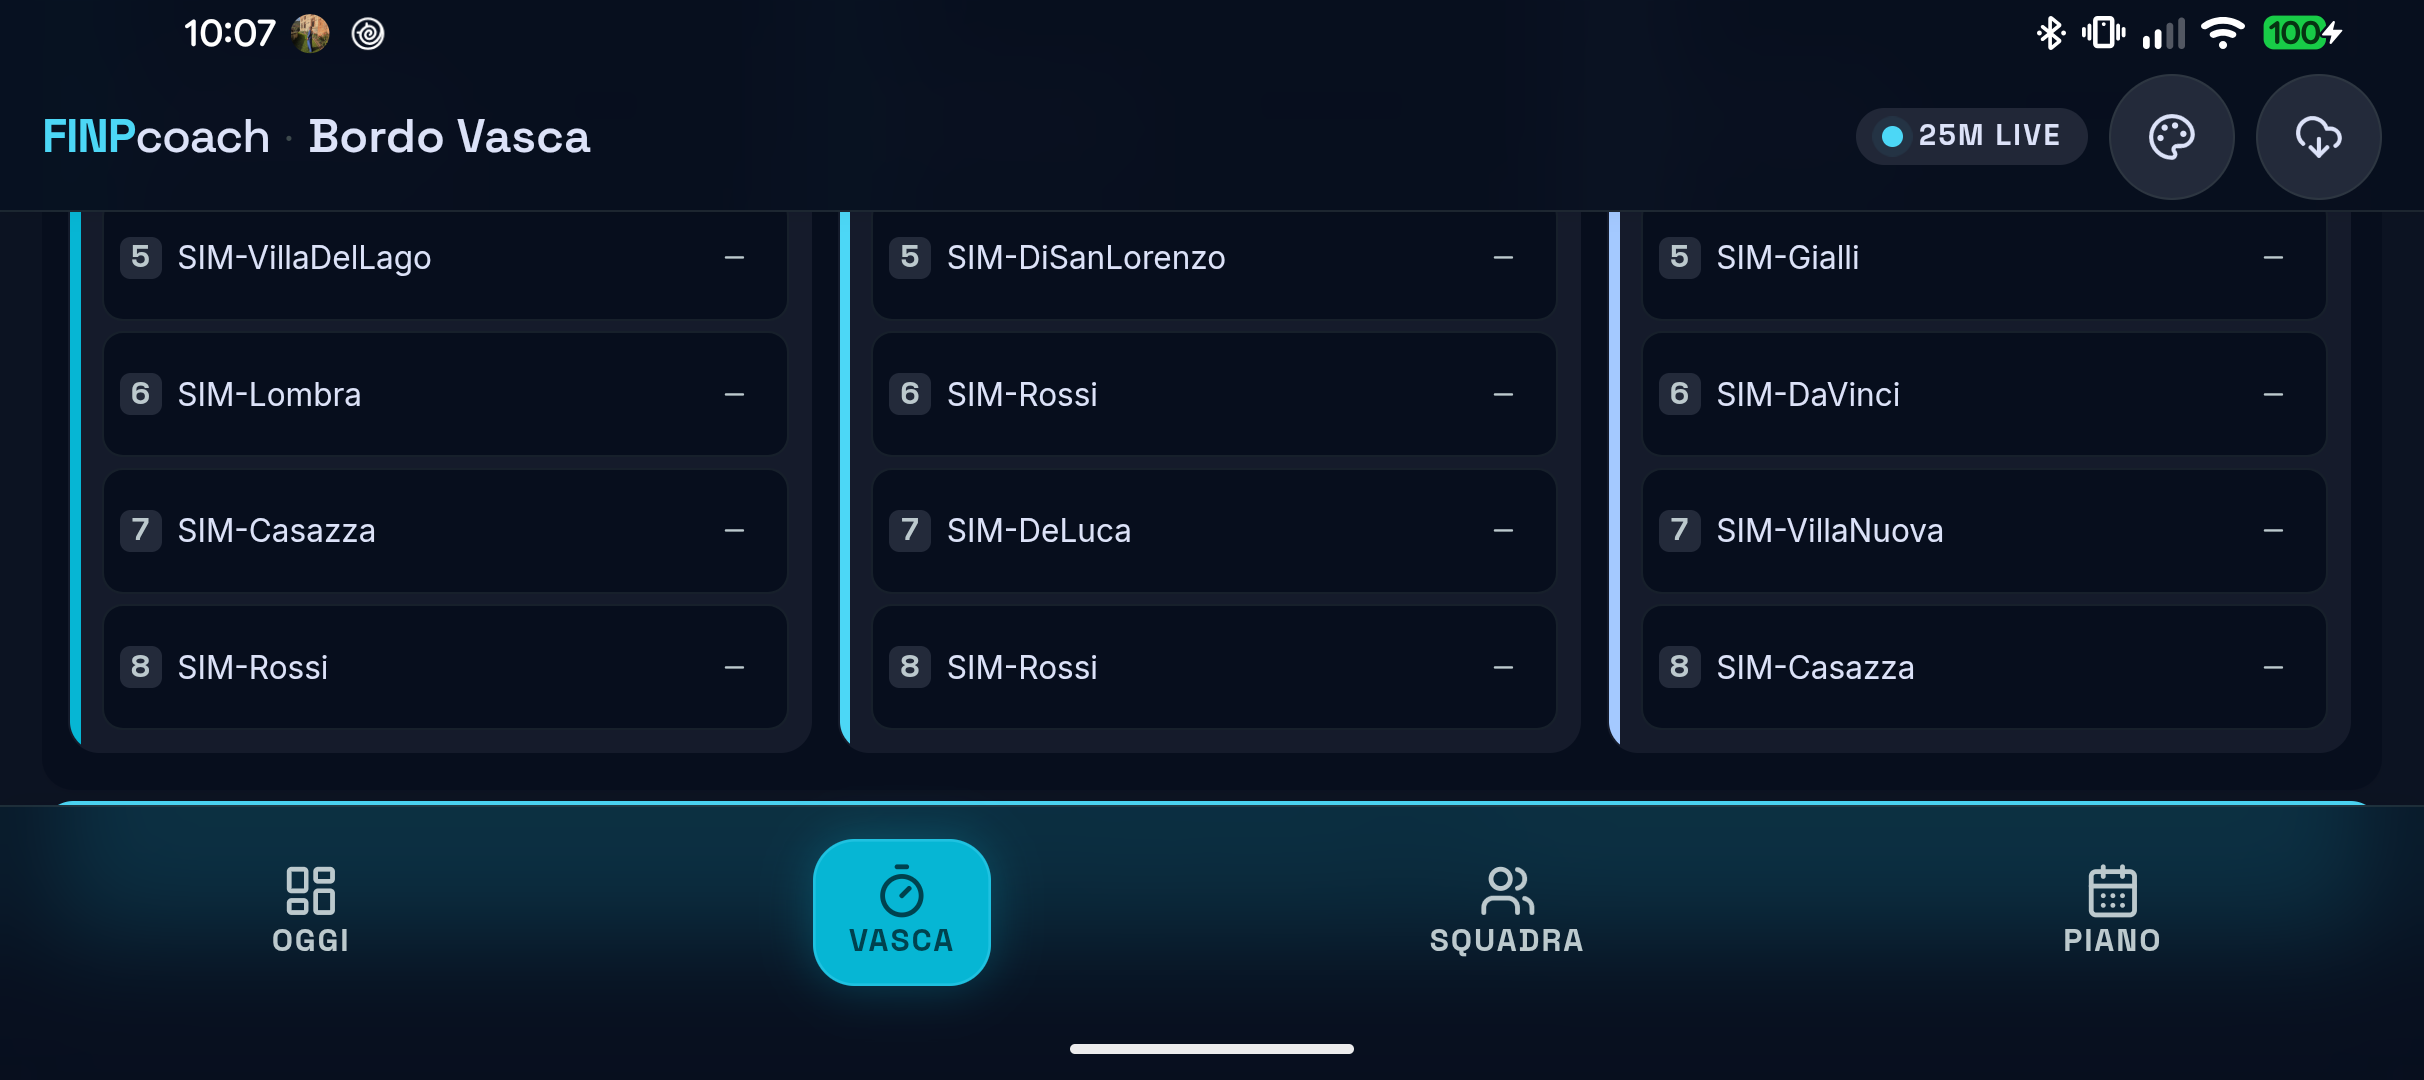 10:07
100
FINPcoach · Bordo Vasca
25M LIVE
5 SIM-VillaDelLago –
5 SIM-DiSanLorenzo –
5 SIM-Gialli –
6 SIM-Lombra –
6 SIM-Rossi –
6 SIM-DaVinci –
7 SIM-Casazza –
7 SIM-DeLuca –
7 SIM-VillaNuova –
8 SIM-Rossi –
8 SIM-Rossi –
8 SIM-Casazza –
OGGI
VASCA
SQUADRA
PIANO